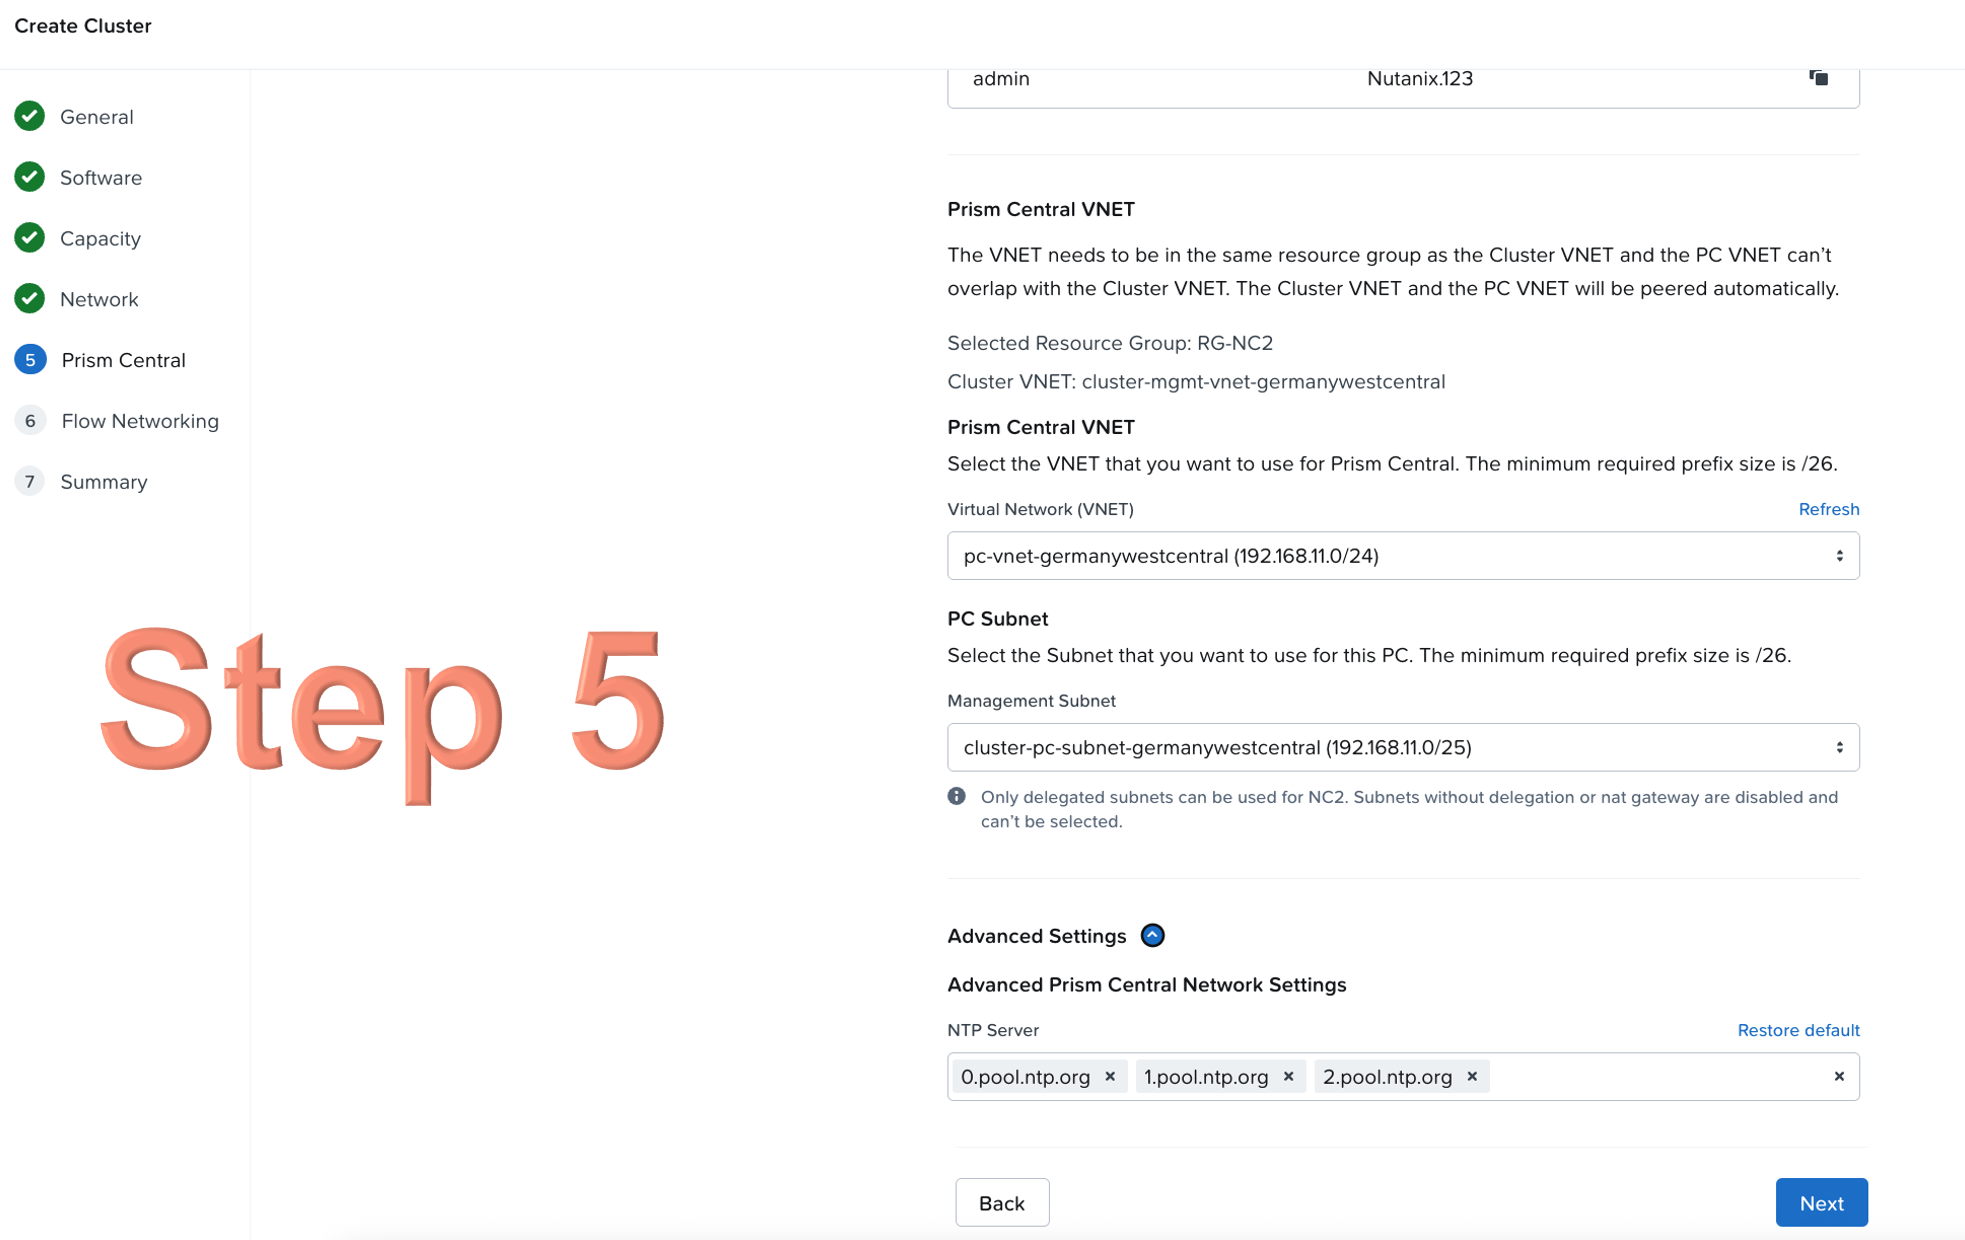 Create Cluster
General
Software
Capacity
Network
5 Prism Central
6 Flow Networking
7 Summary
Step 5
admin Nutanix.123
Prism Central VNET
The VNET needs to be in the same resource group as the Cluster VNET and the PC VNET can’t
overlap with the Cluster VNET. The Cluster VNET and the PC VNET will be peered automatically.
Selected Resource Group: RG-NC2
Cluster VNET: cluster-mgmt-vnet-germanywestcentral
Prism Central VNET
Select the VNET that you want to use for Prism Central. The minimum required prefix size is /26.
Virtual Network (VNET) Refresh
pc-vnet-germanywestcentral (192.168.11.0/24)
PC Subnet
Select the Subnet that you want to use for this PC. The minimum required prefix size is /26.
Management Subnet
cluster-pc-subnet-germanywestcentral (192.168.11.0/25)
Only delegated subnets can be used for NC2. Subnets without delegation or nat gateway are disabled and
can’t be selected.
Advanced Settings
Advanced Prism Central Network Settings
NTP Server Restore default
0.pool.ntp.org × 1.pool.ntp.org × 2.pool.ntp.org × ×
Back Next